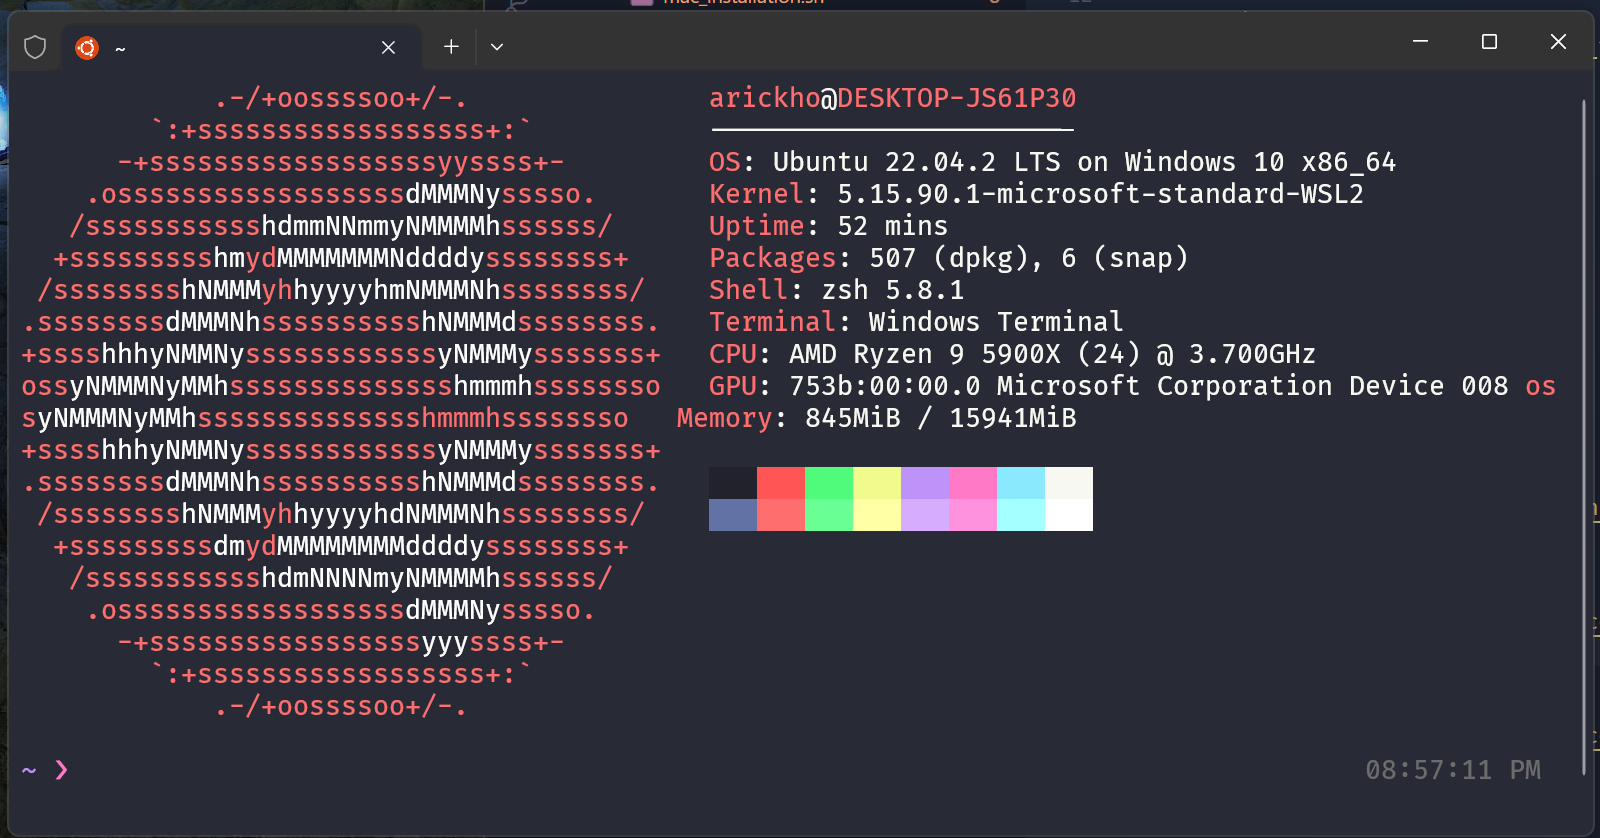 mac_installation.sh
~
.-/+oossssoo+/-. arickho@DESKTOP-JS61P30
`:+ssssssssssssssssss+:`
-+ssssssssssssssssssyyssss+- OS: Ubuntu 22.04.2 LTS on Windows 10 x86_64
.ossssssssssssssssssdMMMNysssso. Kernel: 5.15.90.1-microsoft-standard-WSL2
/ssssssssssshdmmNNmmyNMMMMhssssss/ Uptime: 52 mins
+ssssssssshmydMMMMMMMNddddyssssssss+ Packages: 507 (dpkg), 6 (snap)
/sssssssshNMMMyhhyyyyhmNMMMNhssssssss/ Shell: zsh 5.8.1
.ssssssssdMMMNhsssssssssshNMMMdssssssss. Terminal: Windows Terminal
+sssshhhyNMMNyssssssssssssyNMMMysssssss+ CPU: AMD Ryzen 9 5900X (24) @ 3.700GHz
ossyNMMMNyMMhsssssssssssssshmmmhssssssso GPU: 753b:00:00.0 Microsoft Corporation Device 008 os
syNMMMNyMMhsssssssssssssshmmmhssssssso Memory: 845MiB / 15941MiB
+sssshhhyNMMNyssssssssssssyNMMMysssssss+
.ssssssssdMMMNhsssssssssshNMMMdssssssss.
/sssssssshNMMMyhhyyyyhdNMMMNhssssssss/
+sssssssssdmydMMMMMMMMddddyssssssss+
/ssssssssssshdmNNNNmyNMMMMhssssss/
.ossssssssssssssssssdMMMNysssso.
-+sssssssssssssssssyyyssss+-
`:+ssssssssssssssssss+:`
.-/+oossssoo+/-.
~ ❯ 08:57:11 PM